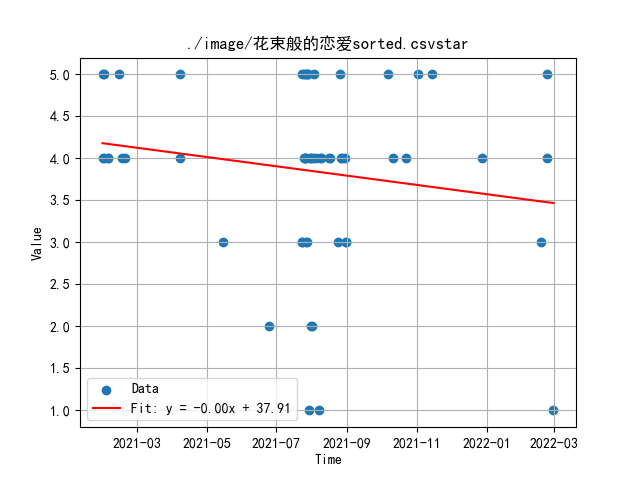 ./image/花束般的恋爱sorted.csvstar
Value
5.0
4.5
4.0
3.5
3.0
2.5
2.0
1.5
1.0
Data
Fit: y = -0.00x + 37.91
2021-03 2021-05 2021-07 2021-09 2021-11 2022-01 2022-03
Time